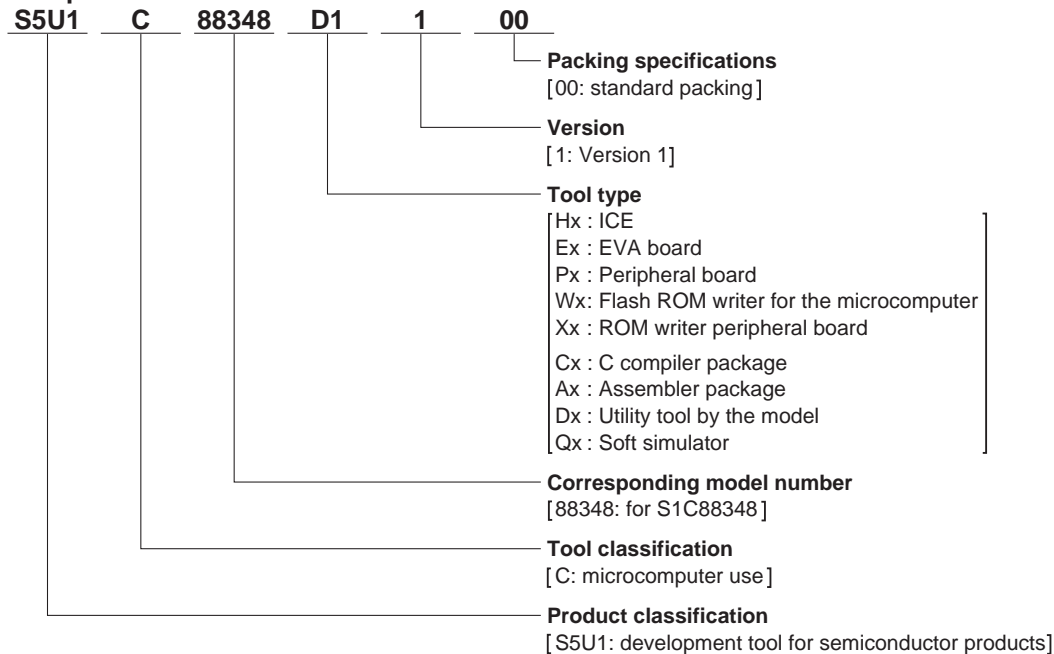 S5U1 C 88348 D1 1 00
Packing specifications
[00: standard packing]
Version
[1: Version 1]
Tool type
[Hx : ICE
Ex : EVA board
Px : Peripheral board
Wx: Flash ROM writer for the microcomputer
Xx : ROM writer peripheral board
Cx : C compiler package
Ax : Assembler package
Dx : Utility tool by the model
Qx : Soft simulator]
Corresponding model number
[88348: for S1C88348]
Tool classification
[C: microcomputer use]
Product classification
[S5U1: development tool for semiconductor products]